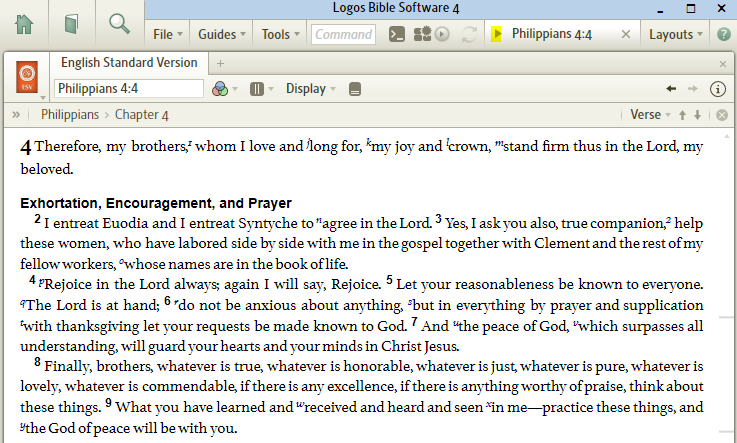 Logos Bible Software 4
File Guides Tools Command Philippians 4:4 Layouts
English Standard Version
ESV
Philippians 4:4 Display
» Philippians > Chapter 4 Verse
4 Therefore, my brothers,r whom I love and jlong for, kmy joy and lcrown, mstand firm thus in the Lord, my
beloved.
Exhortation, Encouragement, and Prayer
2 I entreat Euodia and I entreat Syntyche to nagree in the Lord. 3 Yes, I ask you also, true companion,2 help
these women, who have labored side by side with me in the gospel together with Clement and the rest of my
fellow workers, owhose names are in the book of life.
4 pRejoice in the Lord always; again I will say, Rejoice. 5 Let your reasonableness be known to everyone.
qThe Lord is at hand; 6 rdo not be anxious about anything, sbut in everything by prayer and supplication
twith thanksgiving let your requests be made known to God. 7 And uthe peace of God, vwhich surpasses all
understanding, will guard your hearts and your minds in Christ Jesus.
8 Finally, brothers, whatever is true, whatever is honorable, whatever is just, whatever is pure, whatever is
lovely, whatever is commendable, if there is any excellence, if there is anything worthy of praise, think about
these things. 9 What you have learned and wreceived and heard and seen xin me—practice these things, and
ythe God of peace will be with you.